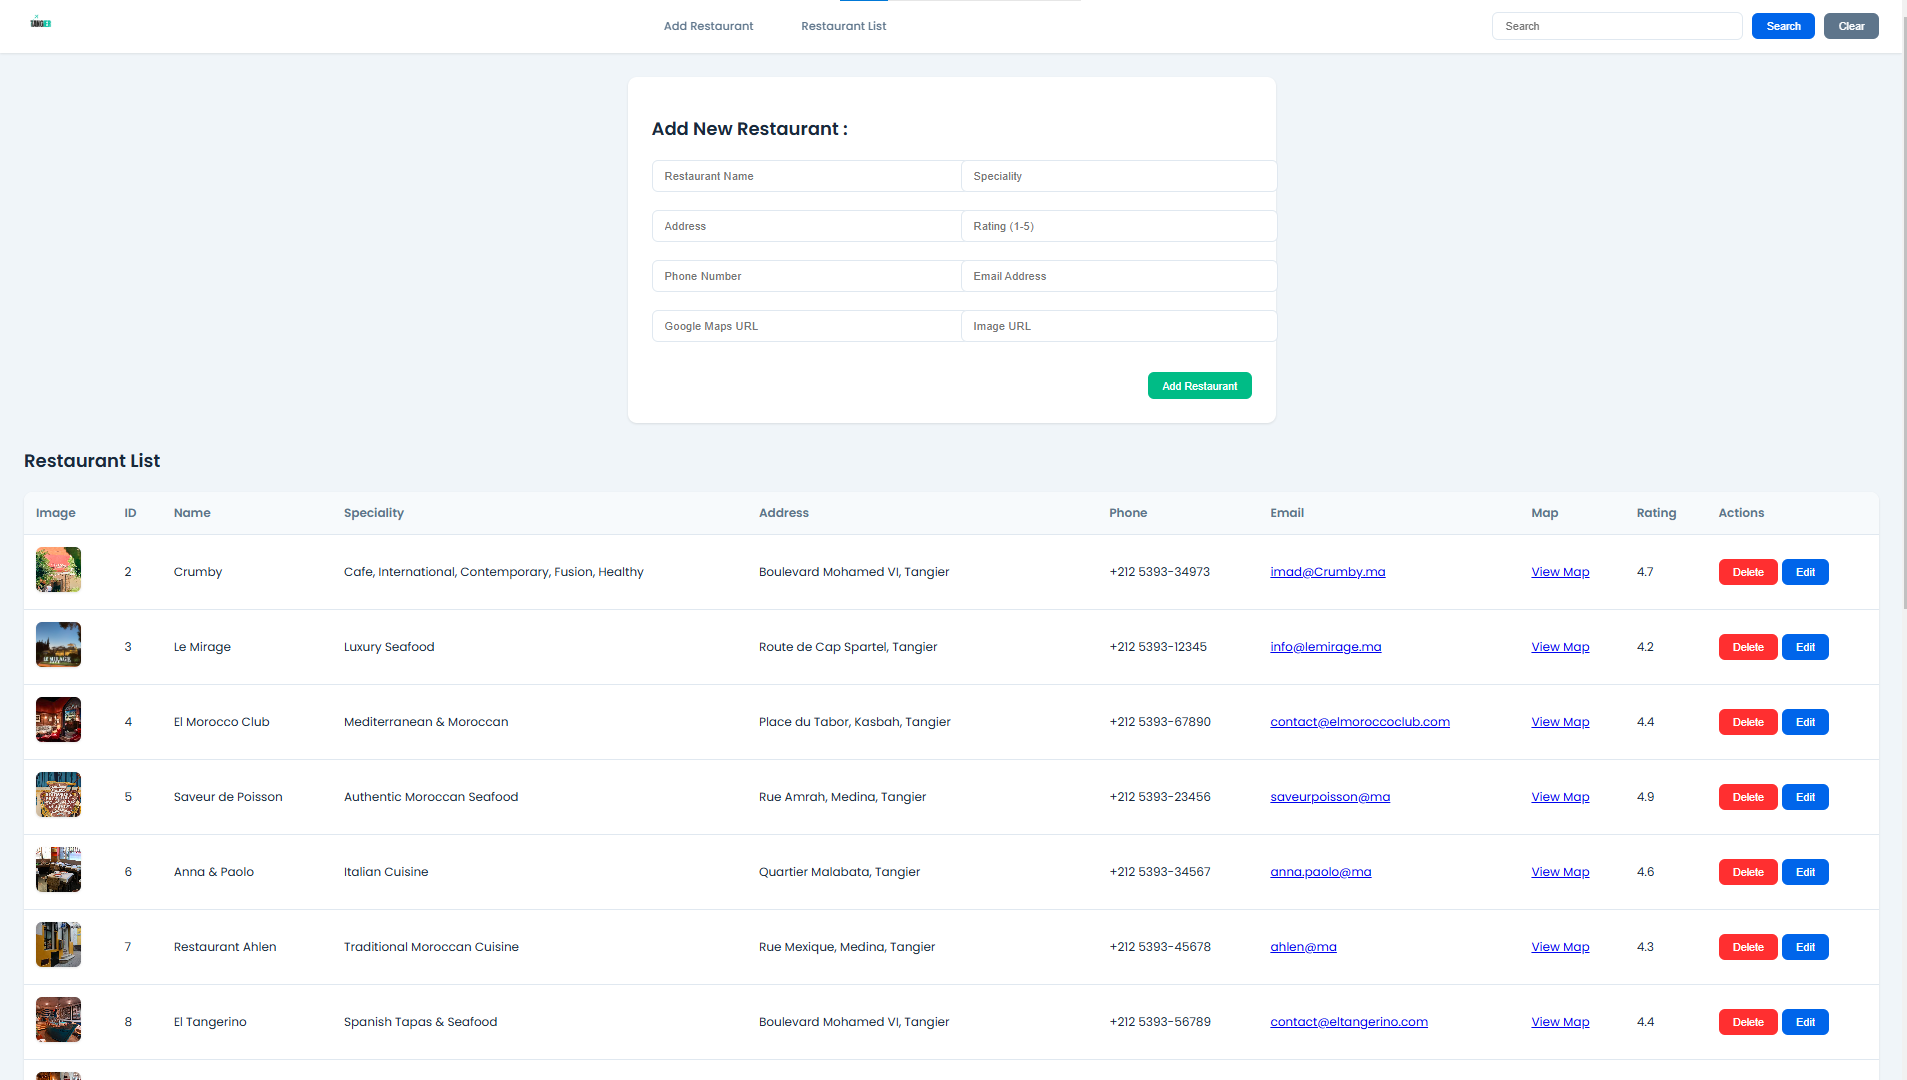 TANGIER
Add Restaurant
Restaurant List
Search
Search
Clear
Add New Restaurant :
Restaurant Name
Speciality
Address
Rating (1-5)
Phone Number
Email Address
Google Maps URL
Image URL
Add Restaurant
Restaurant List
Image ID Name Speciality Address Phone Email Map Rating Actions
2 Crumby Cafe, International, Contemporary, Fusion, Healthy Boulevard Mohamed VI, Tangier +212 5393-34973 imad@Crumby.ma View Map 4.7 Delete Edit
3 Le Mirage Luxury Seafood Route de Cap Spartel, Tangier +212 5393-12345 info@lemirage.ma View Map 4.2 Delete Edit
4 El Morocco Club Mediterranean & Moroccan Place du Tabor, Kasbah, Tangier +212 5393-67890 contact@elmoroccoclub.com View Map 4.4 Delete Edit
5 Saveur de Poisson Authentic Moroccan Seafood Rue Amrah, Medina, Tangier +212 5393-23456 saveurpoisson@ma View Map 4.9 Delete Edit
6 Anna & Paolo Italian Cuisine Quartier Malabata, Tangier +212 5393-34567 anna.paolo@ma View Map 4.6 Delete Edit
7 Restaurant Ahlen Traditional Moroccan Cuisine Rue Mexique, Medina, Tangier +212 5393-45678 ahlen@ma View Map 4.3 Delete Edit
8 El Tangerino Spanish Tapas & Seafood Boulevard Mohamed VI, Tangier +212 5393-56789 contact@eltangerino.com View Map 4.4 Delete Edit